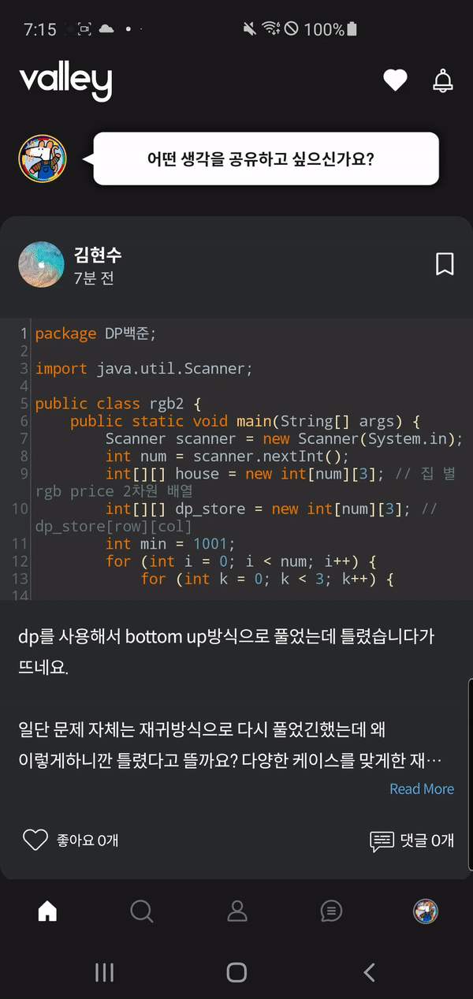 7:15
100%
valley
어떤 생각을 공유하고 싶으신가요?
김현수
7분 전
1 package DP백준;
2
3 import java.util.Scanner;
4
5 public class rgb2 {
6 public static void main(String[] args) {
7 Scanner scanner = new Scanner(System.in);
8 int num = scanner.nextInt();
9 int[][] house = new int[num][3]; // 집 별
rgb price 2차원 배열
10 int[][] dp_store = new int[num][3]; //
dp_store[row][col]
11 int min = 1001;
12 for (int i = 0; i < num; i++) {
13 for (int k = 0; k < 3; k++) {
14
dp를 사용해서 bottom up방식으로 풀었는데 틀렸습니다가
뜨네요.
일단 문제 자체는 재귀방식으로 다시 풀었긴했는데 왜
이렇게하니깐 틀렸다고 뜰까요? 다양한 케이스를 맞게한 재…
Read More
좋아요 0개
댓글 0개